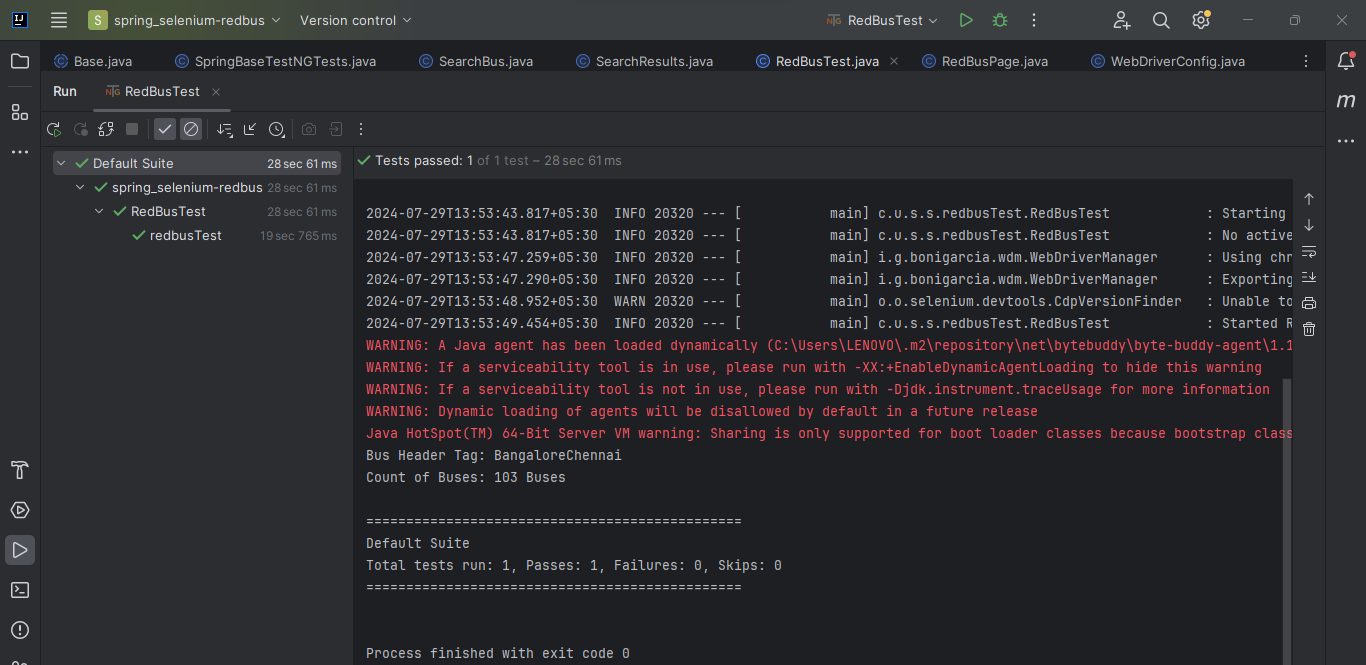 S spring_selenium-redbus Version control RedBusTest
Base.java SpringBaseTestNGTests.java SearchBus.java SearchResults.java RedBusTest.java RedBusPage.java WebDriverConfig.java
Run RedBusTest
Default Suite 28 sec 61 ms
spring_selenium-redbus 28 sec 61 ms
RedBusTest 28 sec 61 ms
redbusTest 19 sec 765 ms
Tests passed: 1 of 1 test – 28 sec 61 ms
2024-07-29T13:53:43.817+05:30 INFO 20320 --- [ main] c.u.s.s.redbusTest.RedBusTest : Starting
2024-07-29T13:53:43.817+05:30 INFO 20320 --- [ main] c.u.s.s.redbusTest.RedBusTest : No active
2024-07-29T13:53:47.259+05:30 INFO 20320 --- [ main] i.g.bonigarcia.wdm.WebDriverManager : Using chr
2024-07-29T13:53:47.290+05:30 INFO 20320 --- [ main] i.g.bonigarcia.wdm.WebDriverManager : Exporting
2024-07-29T13:53:48.952+05:30 WARN 20320 --- [ main] o.o.selenium.devtools.CdpVersionFinder : Unable to
2024-07-29T13:53:49.454+05:30 INFO 20320 --- [ main] c.u.s.s.redbusTest.RedBusTest : Started R
WARNING: A Java agent has been loaded dynamically (C:\Users\LENOVO\.m2\repository\net\bytebuddy\byte-buddy-agent\1.1
WARNING: If a serviceability tool is in use, please run with -XX:+EnableDynamicAgentLoading to hide this warning
WARNING: If a serviceability tool is not in use, please run with -Djdk.instrument.traceUsage for more information
WARNING: Dynamic loading of agents will be disallowed by default in a future release
Java HotSpot(TM) 64-Bit Server VM warning: Sharing is only supported for boot loader classes because bootstrap class
Bus Header Tag: BangaloreChennai
Count of Buses: 103 Buses
===============================================
Default Suite
Total tests run: 1, Passes: 1, Failures: 0, Skips: 0
===============================================
Process finished with exit code 0